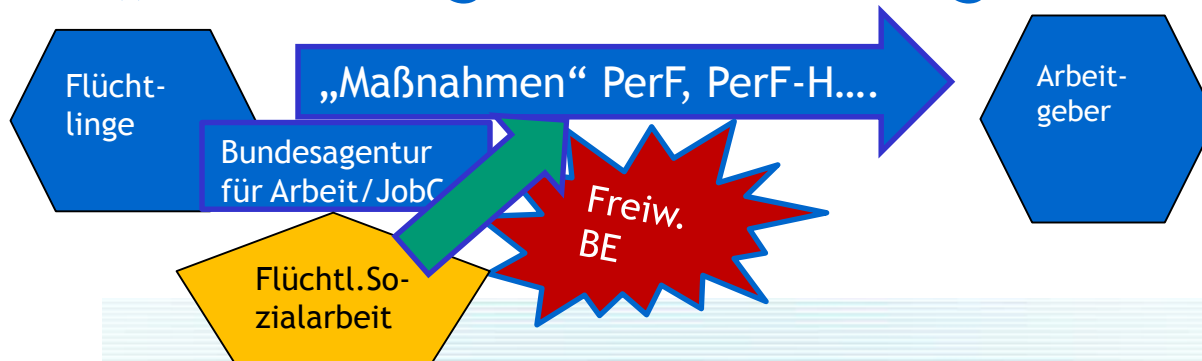 Flücht-
linge
„Maßnahmen“ PerF, PerF-H....
Arbeit-
geber
Bundesagentur
für Arbeit/JobC
Freiw.
BE
Flüchtl.So-
zialarbeit